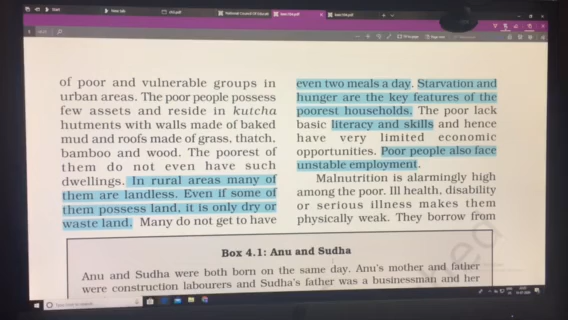 Start
New tab
National Council Of Educati
of poor and vulnerable groups in
urban areas. The poor people possess
few assets and reside in kutcha
hutments with walls made of baked
mud and roofs made of grass, thatch,
bamboo and wood. The poorest of
them do not even have such
dwellings. In rural areas many of
them are landless. Even if some of
them possess land, it is only dry or
waste land. Many do not get to have
even two meals a day. Starvation and
hunger are the key features of the
poorest households. The poor lack
basic literacy and skills and hence
have very limited economic
opportunities. Poor people also face
unstable employment.
Malnutrition is alarmingly high
among the poor. Ill health, disability
or serious illness makes them
physically weak. They borrow from
Box 4.1: Anu and Sudha
Anu and Sudha were both born on the same day. Anu's mother and father
were construction labourers and Sudha's father was a businessman and her